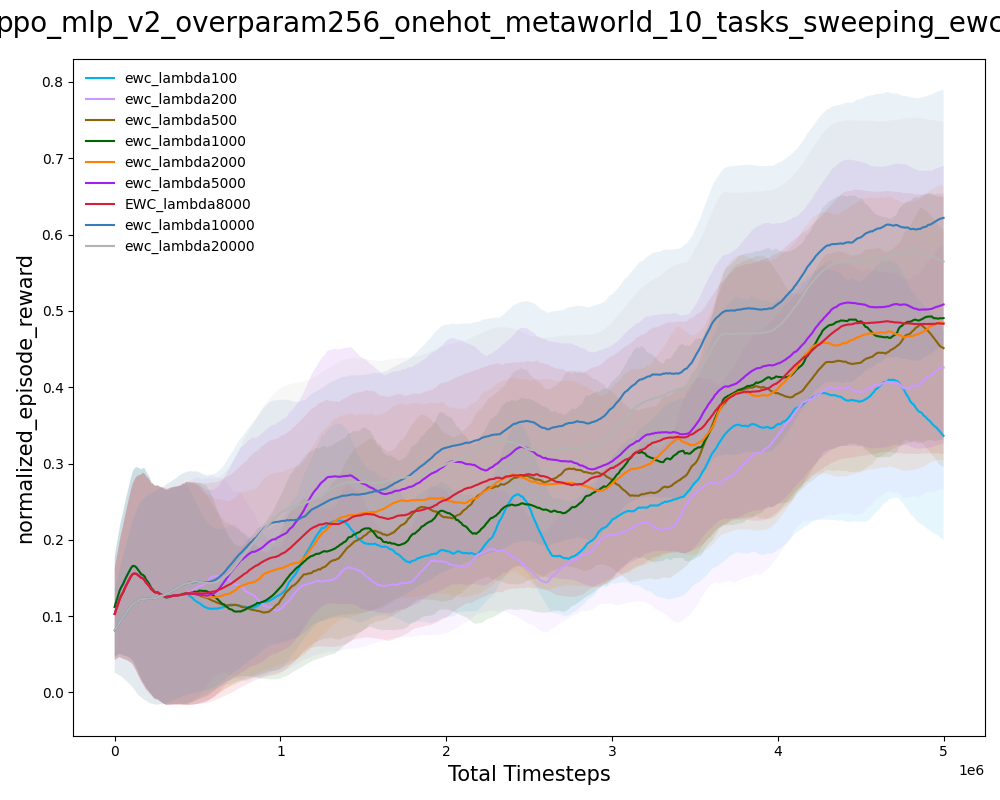 ppo_mlp_v2_overparam256_onehot_metaworld_10_tasks_sweeping_ewc
ewc_lambda100
ewc_lambda200
ewc_lambda500
ewc_lambda1000
ewc_lambda2000
ewc_lambda5000
EWC_lambda8000
ewc_lambda10000
ewc_lambda20000
normalized_episode_reward
0.8
0.7
0.6
0.5
0.4
0.3
0.2
0.1
0.0
0 1 2 3 4 5
1e6
Total Timesteps